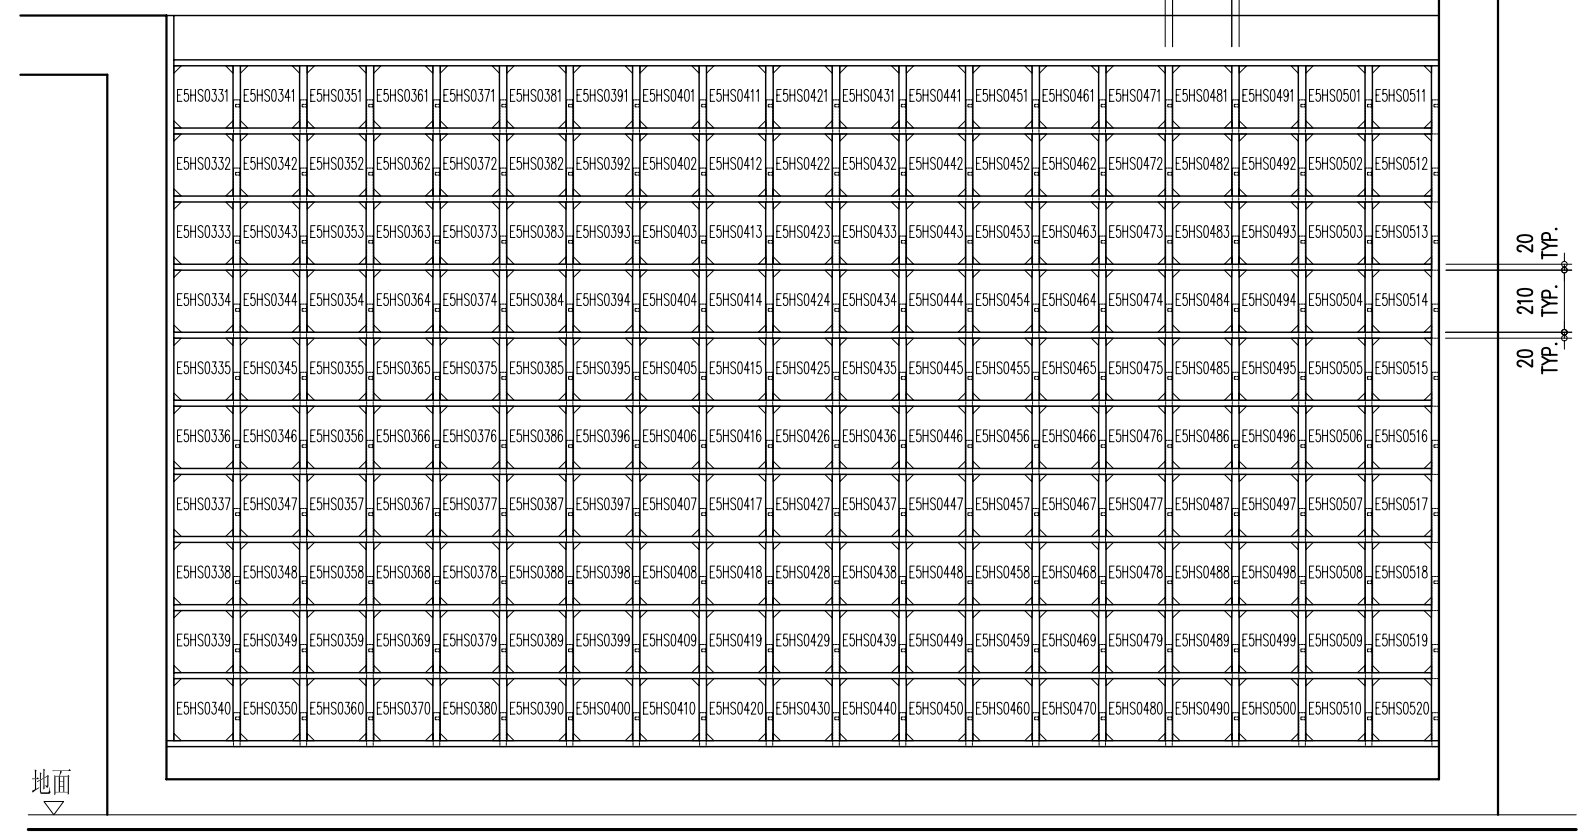 E5HS0331 E5HS0341 E5HS0351 E5HS0361 E5HS0371 E5HS0381 E5HS0391 E5HS0401 E5HS0411 E5HS0421 E5HS0431 E5HS0441 E5HS0451 E5HS0461 E5HS0471 E5HS0481 E5HS0491 E5HS0501 E5HS0511
E5HS0332 E5HS0342 E5HS0352 E5HS0362 E5HS0372 E5HS0382 E5HS0392 E5HS0402 E5HS0412 E5HS0422 E5HS0432 E5HS0442 E5HS0452 E5HS0462 E5HS0472 E5HS0482 E5HS0492 E5HS0502 E5HS0512
E5HS0333 E5HS0343 E5HS0353 E5HS0363 E5HS0373 E5HS0383 E5HS0393 E5HS0403 E5HS0413 E5HS0423 E5HS0433 E5HS0443 E5HS0453 E5HS0463 E5HS0473 E5HS0483 E5HS0493 E5HS0503 E5HS0513
E5HS0334 E5HS0344 E5HS0354 E5HS0364 E5HS0374 E5HS0384 E5HS0394 E5HS0404 E5HS0414 E5HS0424 E5HS0434 E5HS0444 E5HS0454 E5HS0464 E5HS0474 E5HS0484 E5HS0494 E5HS0504 E5HS0514
E5HS0335 E5HS0345 E5HS0355 E5HS0365 E5HS0375 E5HS0385 E5HS0395 E5HS0405 E5HS0415 E5HS0425 E5HS0435 E5HS0445 E5HS0455 E5HS0465 E5HS0475 E5HS0485 E5HS0495 E5HS0505 E5HS0515
E5HS0336 E5HS0346 E5HS0356 E5HS0366 E5HS0376 E5HS0386 E5HS0396 E5HS0406 E5HS0416 E5HS0426 E5HS0436 E5HS0446 E5HS0456 E5HS0466 E5HS0476 E5HS0486 E5HS0496 E5HS0506 E5HS0516
E5HS0337 E5HS0347 E5HS0357 E5HS0367 E5HS0377 E5HS0387 E5HS0397 E5HS0407 E5HS0417 E5HS0427 E5HS0437 E5HS0447 E5HS0457 E5HS0467 E5HS0477 E5HS0487 E5HS0497 E5HS0507 E5HS0517
E5HS0338 E5HS0348 E5HS0358 E5HS0368 E5HS0378 E5HS0388 E5HS0398 E5HS0408 E5HS0418 E5HS0428 E5HS0438 E5HS0448 E5HS0458 E5HS0468 E5HS0478 E5HS0488 E5HS0498 E5HS0508 E5HS0518
E5HS0339 E5HS0349 E5HS0359 E5HS0369 E5HS0379 E5HS0389 E5HS0399 E5HS0409 E5HS0419 E5HS0429 E5HS0439 E5HS0449 E5HS0459 E5HS0469 E5HS0479 E5HS0489 E5HS0499 E5HS0509 E5HS0519
E5HS0340 E5HS0350 E5HS0360 E5HS0370 E5HS0380 E5HS0390 E5HS0400 E5HS0410 E5HS0420 E5HS0430 E5HS0440 E5HS0450 E5HS0460 E5HS0470 E5HS0480 E5HS0490 E5HS0500 E5HS0510 E5HS0520
20
TYP.
210
TYP.
20
TYP.
地面